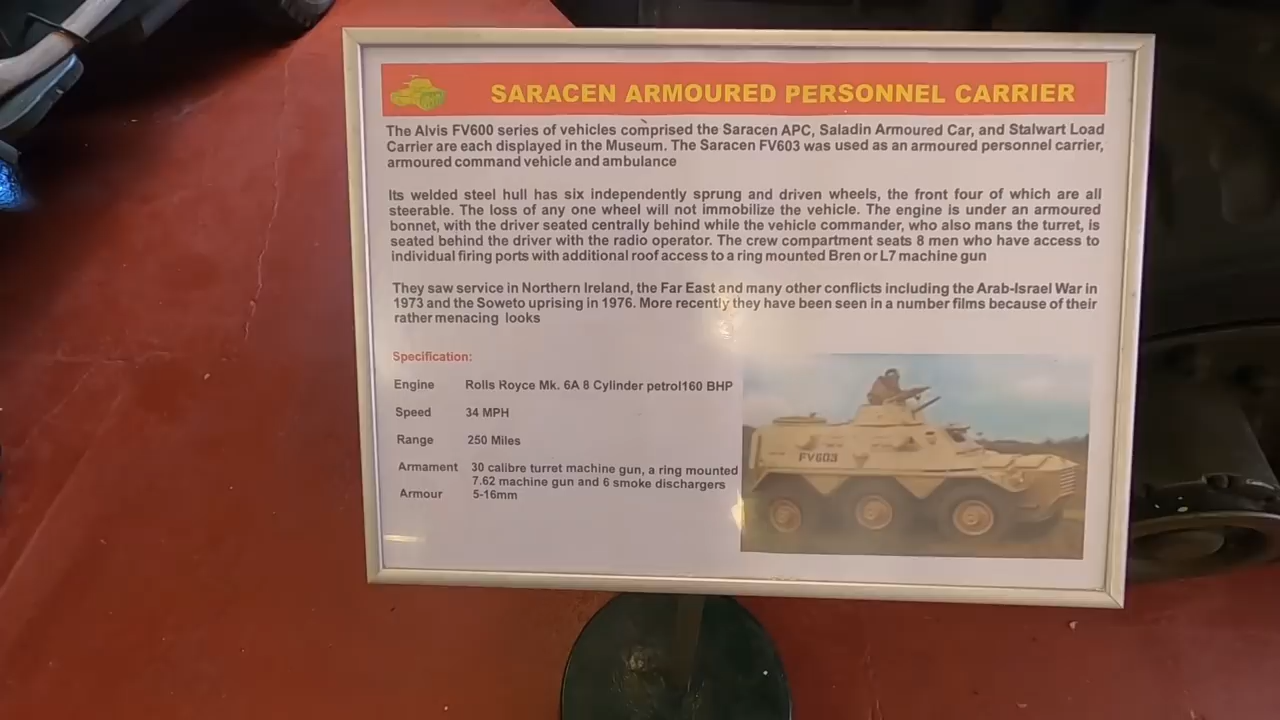 SARACEN ARMOURED PERSONNEL CARRIER
The Alvis FV600 series of vehicles comprised the Saracen APC, Saladin Armoured Car, and Stalwart Load
Carrier are each displayed in the Museum. The Saracen FV603 was used as an armoured personnel carrier,
armoured command vehicle and ambulance
Its welded steel hull has six independently sprung and driven wheels, the front four of which are all
steerable. The loss of any one wheel will not immobilize the vehicle. The engine is under an armoured
bonnet, with the driver seated centrally behind while the vehicle commander, who also mans the turret, is
seated behind the driver with the radio operator. The crew compartment seats 8 men who have access to
individual firing ports with additional roof access to a ring mounted Bren or L7 machine gun
They saw service in Northern Ireland, the Far East and many other conflicts including the Arab-Israel War in
1973 and the Soweto uprising in 1976. More recently they have been seen in a number films because of their
rather menacing looks
Specification:
Engine Rolls Royce Mk. 6A 8 Cylinder petrol160 BHP
Speed 34 MPH
Range 250 Miles
Armament 30 calibre turret machine gun, a ring mounted
7.62 machine gun and 6 smoke dischargers
Armour 5-16mm
FV603